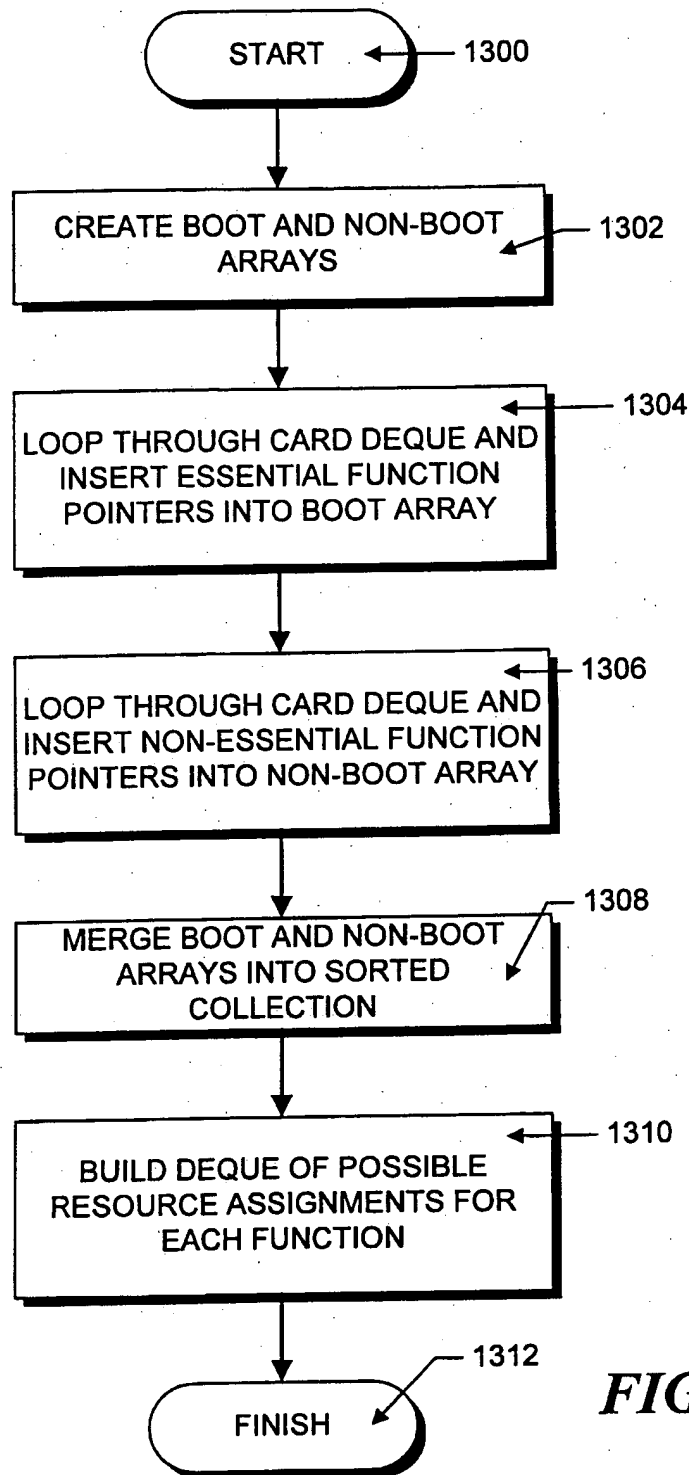 START
1300
CREATE BOOT AND NON-BOOT
ARRAYS
1302
1304
LOOP THROUGH CARD DEQUE AND
INSERT ESSENTIAL FUNCTION
POINTERS INTO BOOT ARRAY
1306
LOOP THROUGH CARD DEQUE AND
INSERT NON-ESSENTIAL FUNCTION
POINTERS INTO NON-BOOT ARRAY
1308
MERGE BOOT AND NON-BOOT
ARRAYS INTO SORTED
COLLECTION
1310
BUILD DEQUE OF POSSIBLE
RESOURCE ASSIGNMENTS FOR
EACH FUNCTION
1312
FINISH
FIG